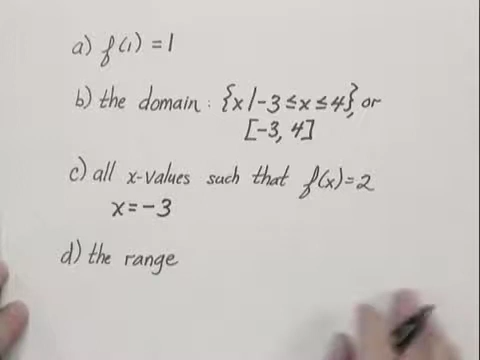 a) f(1) = 1
b) the domain: {x | -3 ≤ x ≤ 4}, or
[-3, 4]
c) all x-values such that f(x) = 2
x = -3
d) the range